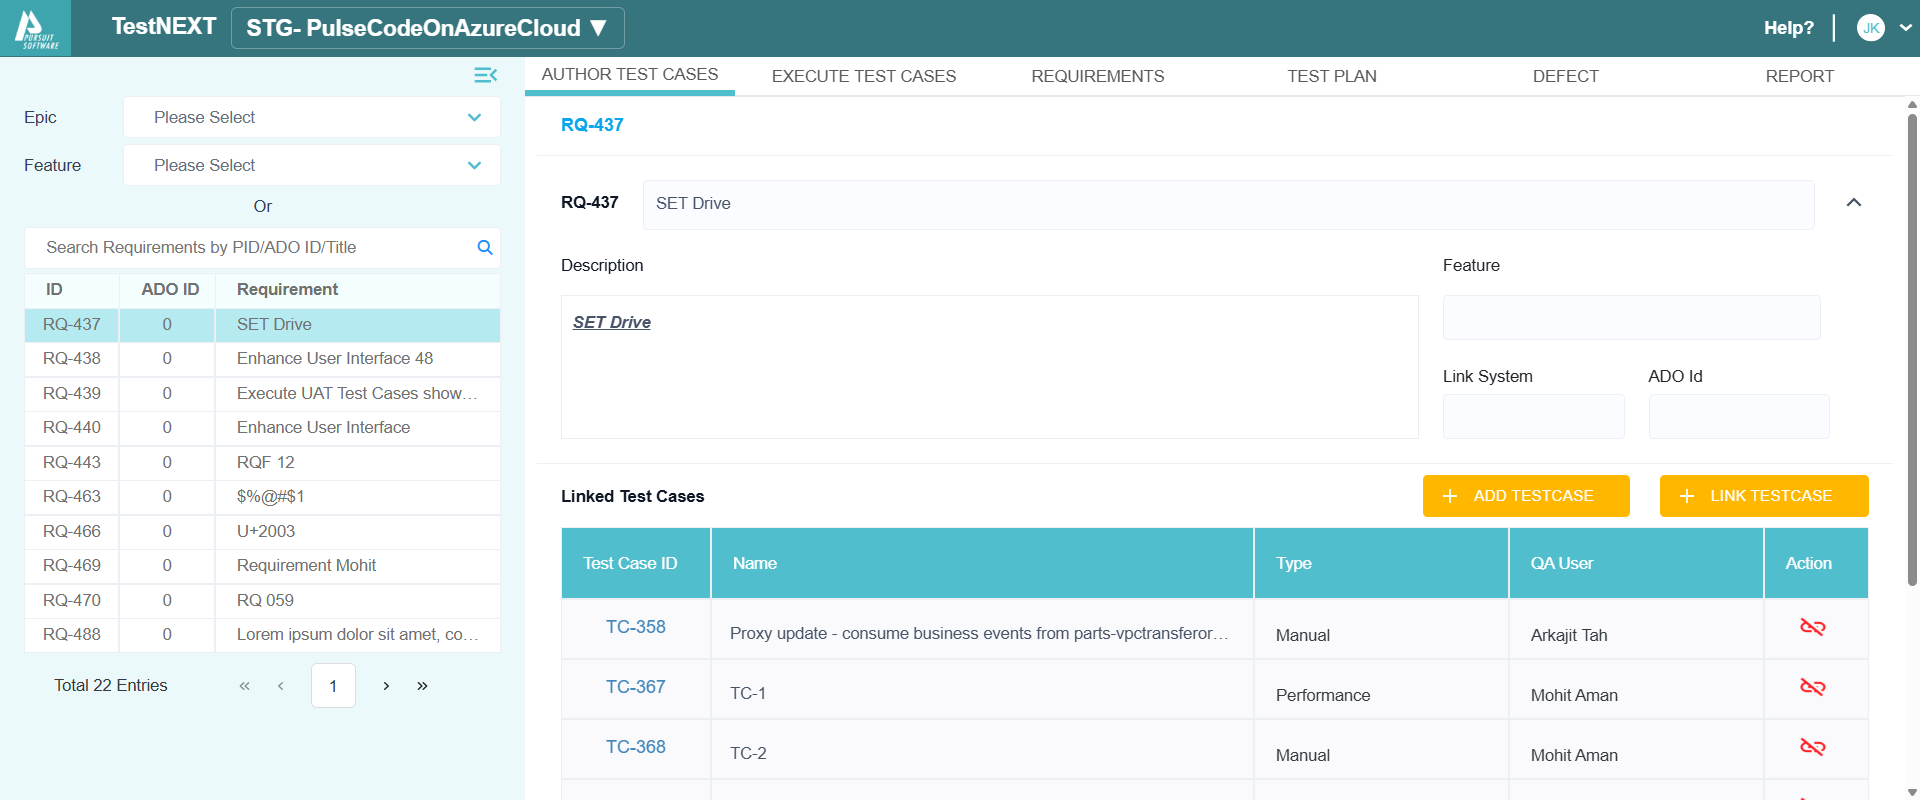 PURSUIT
SOFTWARE
TestNEXT
STG- PulseCodeOnAzureCloud ▼
Help?
JK
Epic
Please Select
Feature
Please Select
Or
Search Requirements by PID/ADO ID/Title
ID ADO ID Requirement
RQ-437 0 SET Drive
RQ-438 0 Enhance User Interface 48
RQ-439 0 Execute UAT Test Cases show...
RQ-440 0 Enhance User Interface
RQ-443 0 RQF 12
RQ-463 0 $%@#$1
RQ-466 0 U+2003
RQ-469 0 Requirement Mohit
RQ-470 0 RQ 059
RQ-488 0 Lorem ipsum dolor sit amet, co...
Total 22 Entries « ‹ 1 › »
AUTHOR TEST CASES EXECUTE TEST CASES REQUIREMENTS TEST PLAN DEFECT REPORT
RQ-437
RQ-437 SET Drive
Description
SET Drive
Feature
Link System ADO Id
Linked Test Cases
+ ADD TESTCASE
+ LINK TESTCASE
Test Case ID Name Type QA User Action
TC-358 Proxy update - consume business events from parts-vpctransferor... Manual Arkajit Tah
TC-367 TC-1 Performance Mohit Aman
TC-368 TC-2 Manual Mohit Aman